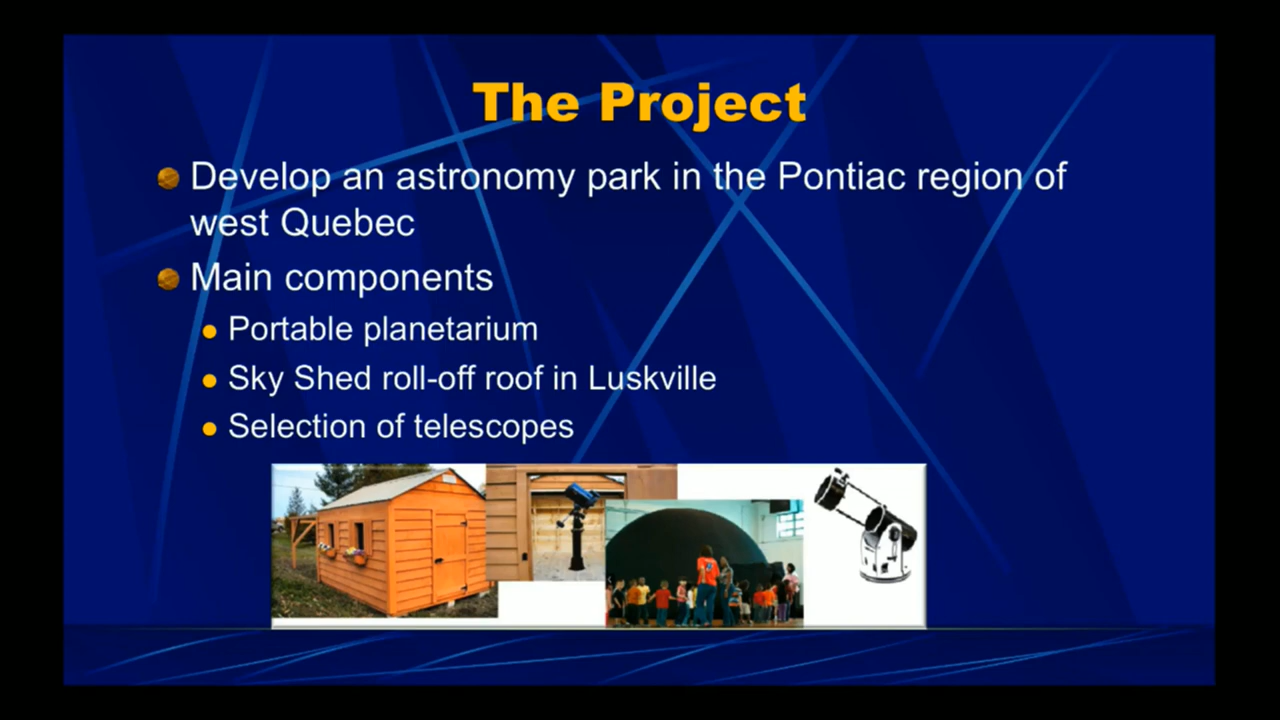 The Project
Develop an astronomy park in the Pontiac region of
west Quebec
Main components
Portable planetarium
Sky Shed roll-off roof in Luskville
Selection of telescopes